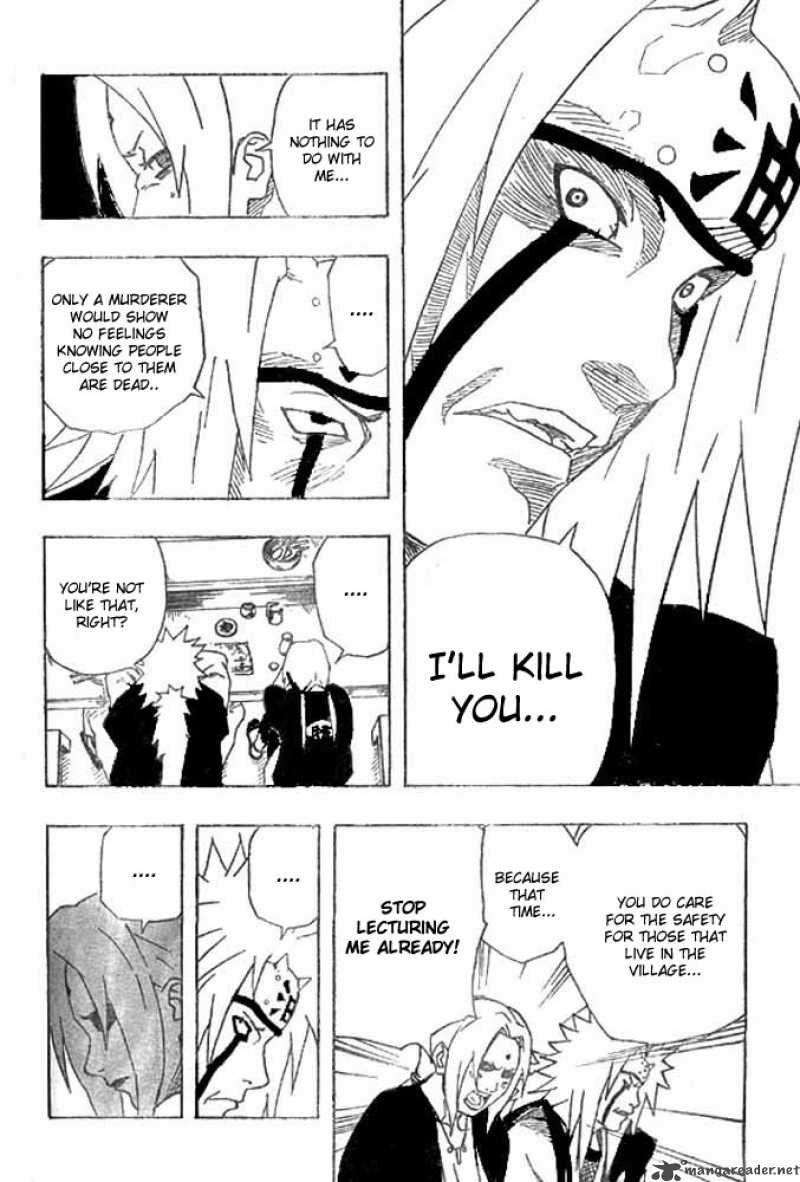 I'LL KILL
YOU...
IT HAS
NOTHING TO
DO WITH
ME...
....
ONLY A MURDERER
WOULD SHOW
NO FEELINGS
KNOWING PEOPLE
CLOSE TO THEM
ARE DEAD..
....
YOU'RE NOT
LIKE THAT,
RIGHT?
YOU DO CARE
FOR THE SAFETY
FOR THOSE THAT
LIVE IN THE
VILLAGE...
BECAUSE
THAT
TIME...
STOP
LECTURING
ME ALREADY!
....
....
mangareader.net